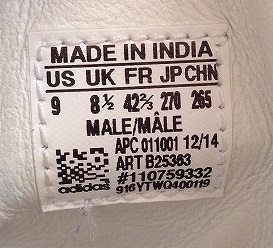 MADE IN INDIA
US UK FR JP CHN
9 8½ 42⅔ 270 265
MALE/MÂLE
APC 011001 12/14
ART B25363
#110759332
adidas 916YTWQ400119